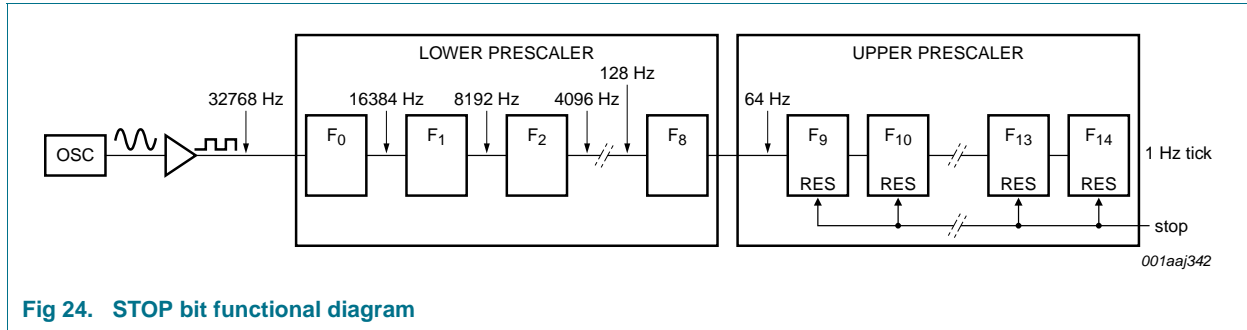 LOWER PRESCALER
UPPER PRESCALER
128 Hz
32768 Hz
16384 Hz
8192 Hz
4096 Hz
64 Hz
OSC
F0
F1
F2
F8
F9
F10
F13
F14
1 Hz tick
RES
RES
RES
RES
stop
001aaj342
Fig 24. STOP bit functional diagram